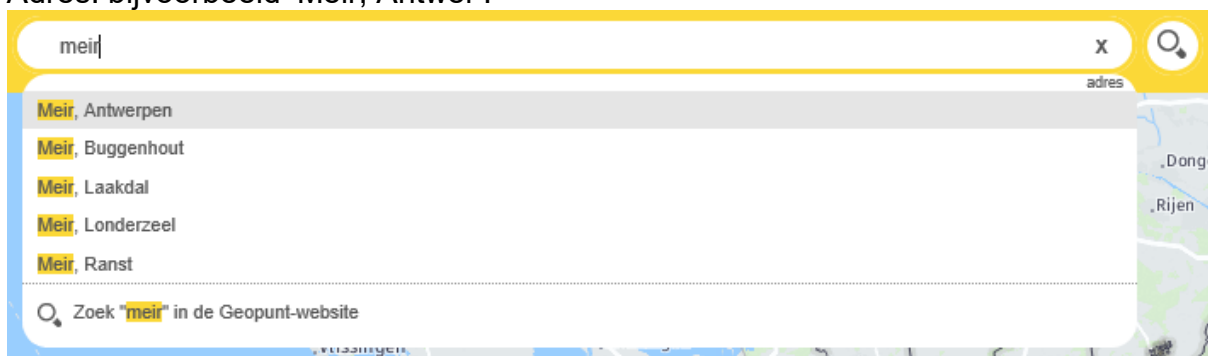 meir
x
adres
Meir, Antwerpen
Meir, Buggenhout
.Dong
Meir, Laakdal
.Rijen
Meir, Londerzeel
Meir, Ranst
Zoek "meir" in de Geopunt-website